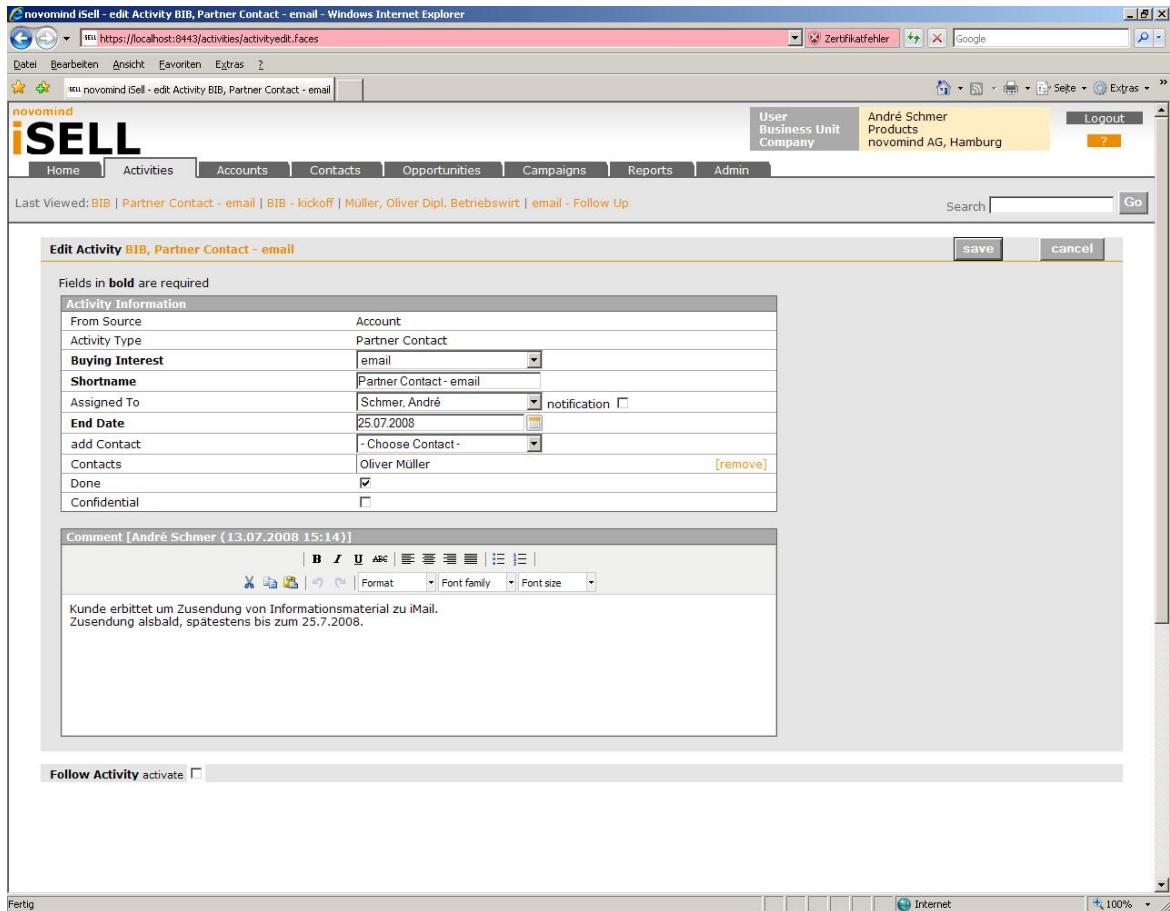 novomind iSell - edit Activity BIB, Partner Contact - email - Windows Internet Explorer
https://localhost:8443/activities/activityedit.faces Zertifikatfehler Google
Datei Bearbeiten Ansicht Favoriten Extras ?
novomind iSell - edit Activity BIB, Partner Contact - email Seite Extras
novomind
iSELL
User André Schmer Logout
Business Unit Products
Company novomind AG, Hamburg ?
Home Activities Accounts Contacts Opportunities Campaigns Reports Admin
Last Viewed: BIB | Partner Contact - email | BIB - kickoff | Müller, Oliver Dipl. Betriebswirt | email - Follow Up Search Go
Edit Activity BIB, Partner Contact - email save cancel
Fields in bold are required
Activity Information
From Source Account
Activity Type Partner Contact
Buying Interest email
Shortname Partner Contact - email
Assigned To Schmer, André notification
End Date 25.07.2008
add Contact - Choose Contact -
Contacts Oliver Müller [remove]
Done
Confidential
Comment [André Schmer (13.07.2008 15:14)]
B I U ABC
Format Font family Font size
Kunde erbittet um Zusendung von Informationsmaterial zu iMail.
Zusendung alsbald, spätestens bis zum 25.7.2008.
Follow Activity activate
Fertig Internet 100%